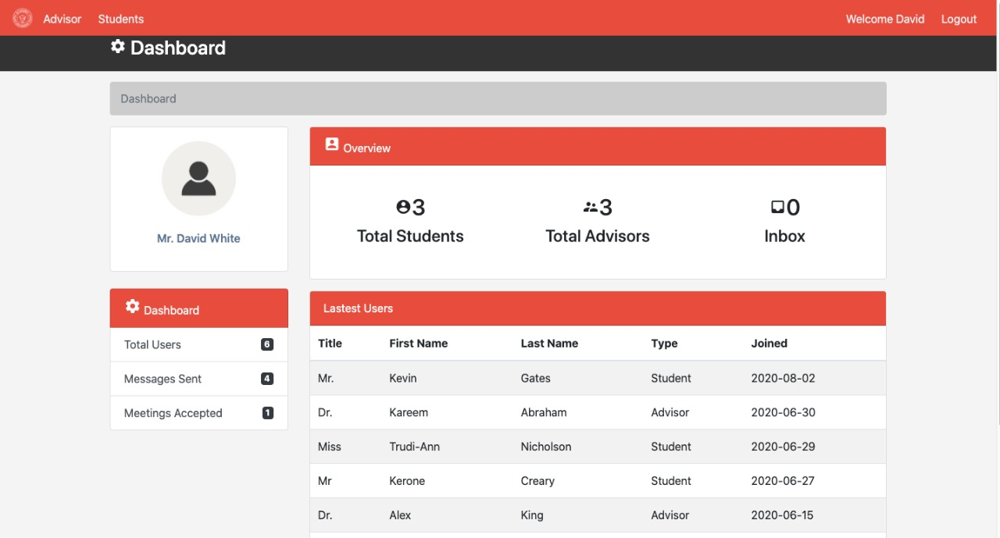 Advisor Students Welcome David Logout
Dashboard
Dashboard
Mr. David White
Overview
3 3 0
Total Students Total Advisors Inbox
Dashboard
Total Users 6
Messages Sent 4
Meetings Accepted 1
Lastest Users
Title First Name Last Name Type Joined
Mr. Kevin Gates Student 2020-08-02
Dr. Kareem Abraham Advisor 2020-06-30
Miss Trudi-Ann Nicholson Student 2020-06-29
Mr Kerone Creary Student 2020-06-27
Dr. Alex King Advisor 2020-06-15